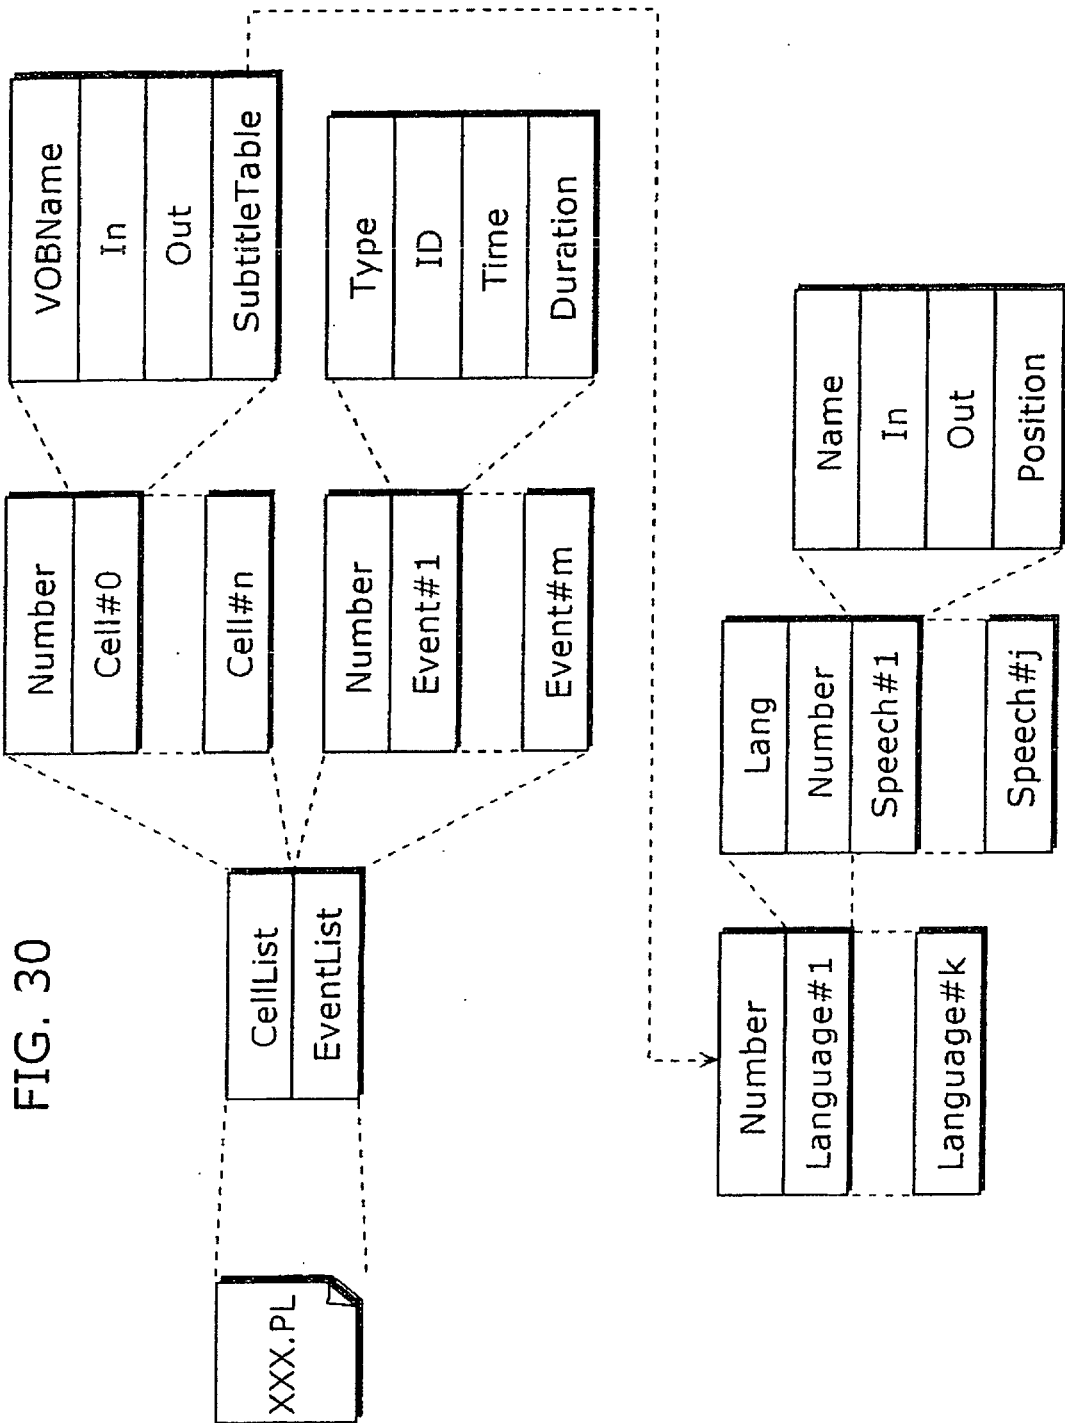 FIG. 30
XXX.PL
CellList
EventList
Number
Cell#0
Cell#n
Number
Event#1
Event#m
VOBName
In
Out
SubtitleTable
Type
ID
Time
Duration
Number
Language#1
Language#k
Lang
Number
Speech#1
Speech#j
Name
In
Out
Position